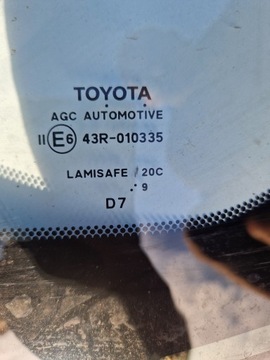 TOYOTA
AGC AUTOMOTIVE
II E6 43R-010335
LAMISAFE /20C
.: 9
D7